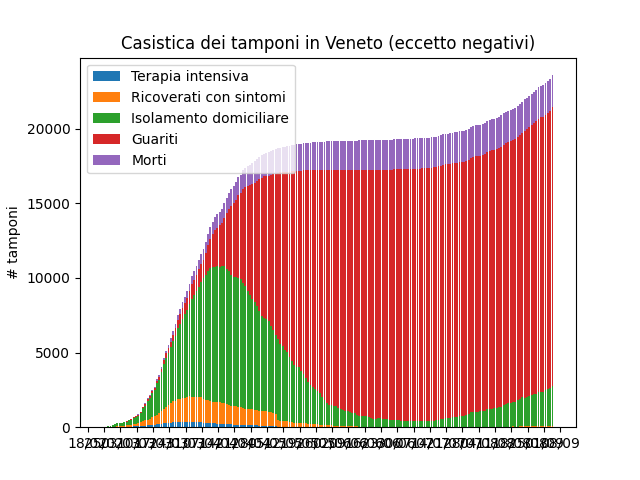 Casistica dei tamponi in Veneto (eccetto negativi)
Terapia intensiva
Ricoverati con sintomi
Isolamento domiciliare
Guariti
Morti
# tamponi
20000
15000
10000
5000
0